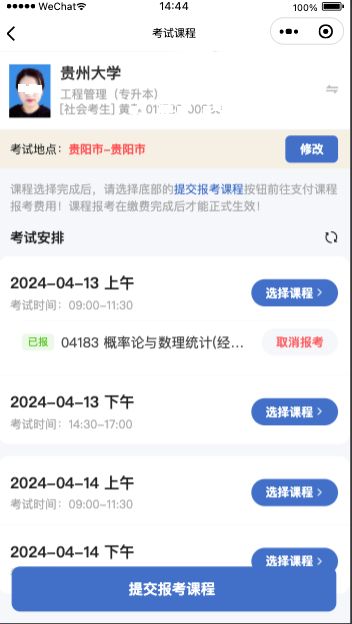 WeChat 14:44 100%
考试课程
贵州大学
工程管理（专升本）
[社会考生] 黄
考试地点：贵阳市-贵阳市 修改
课程选择完成后，请选择底部的提交报考课程按钮前往支付课程
报考费用！课程报考在缴费完成后才能正式生效！
考试安排
2024-04-13 上午
考试时间：09:00-11:30
选择课程 >
已报 04183 概率论与数理统计(经... 取消报考
2024-04-13 下午
考试时间：14:30-17:00
选择课程 >
2024-04-14 上午
考试时间：09:00-11:30
选择课程 >
2024-04-14 下午
选择课程 >
提交报考课程